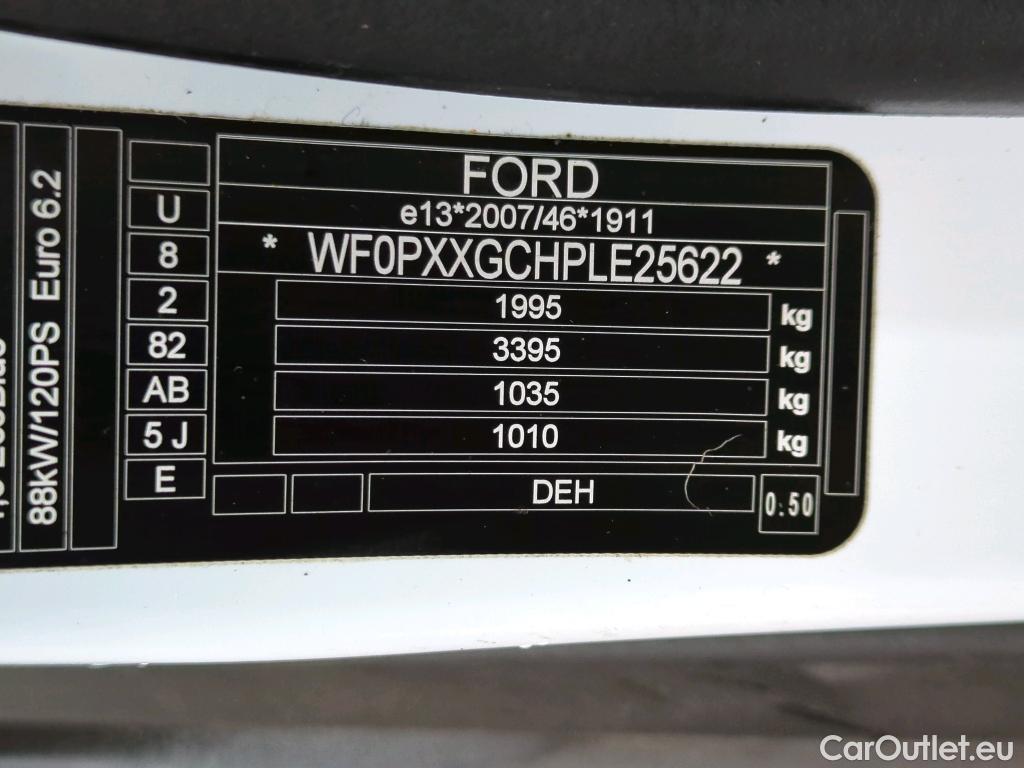 88kW/120PS Euro 6.2
U
8
2
82
AB
5 J
E
FORD
e13*2007/46*1911
* WF0PXXGCHPLE25622 *
1995 kg
3395 kg
1035 kg
1010 kg
DEH
0.50
CarOutlet.eu